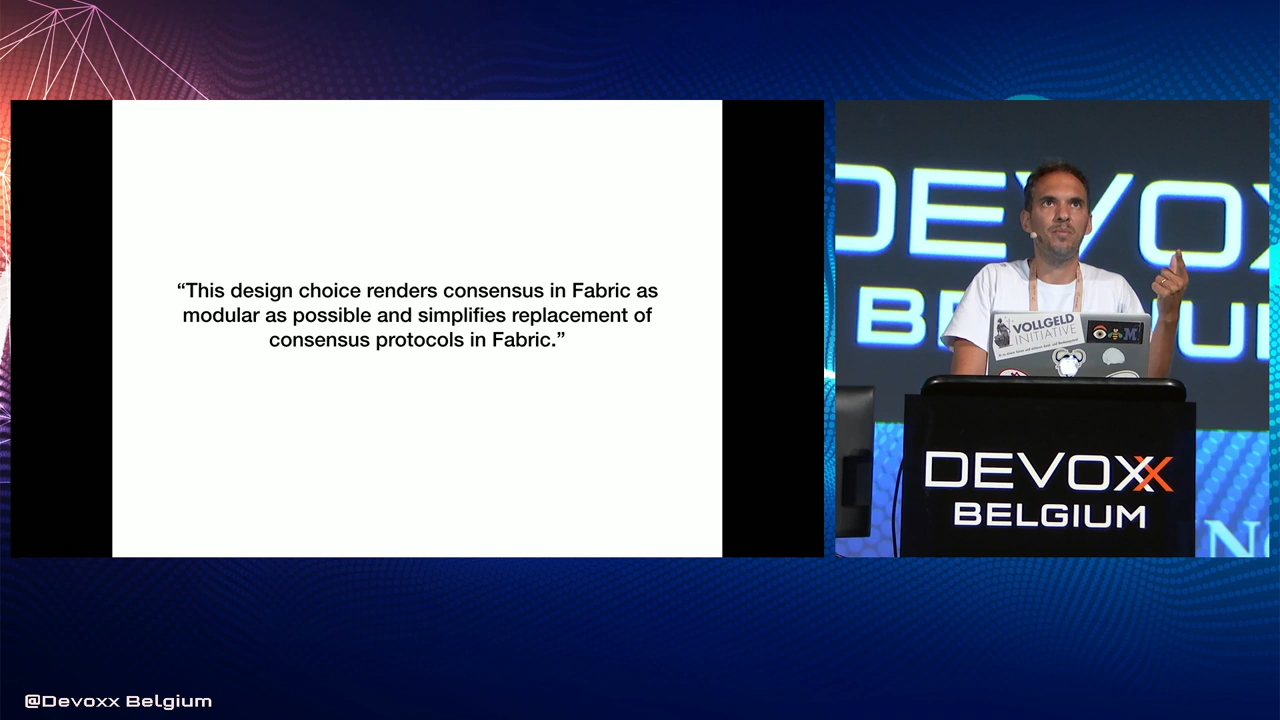 “This design choice renders consensus in Fabric as
modular as possible and simplifies replacement of
consensus protocols in Fabric.”
DEVOX
BELGIUM
VOLLGELD
INITIATIVE
M
DEVOXX
BELGIUM
@Devoxx Belgium